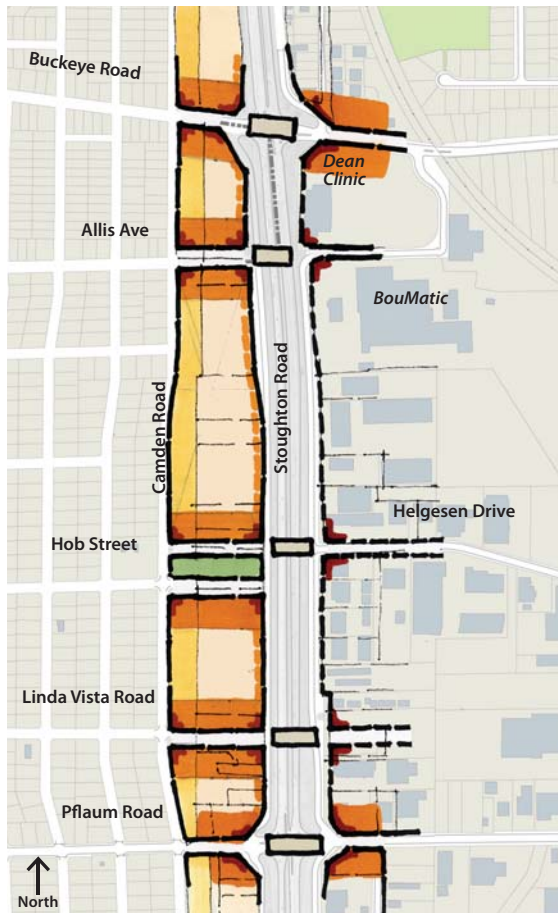 Buckeye Road
Dean
Clinic
Allis Ave
BouMatic
Camden Road
Stoughton Road
Helgesen Drive
Hob Street
Linda Vista Road
Pflaum Road
North